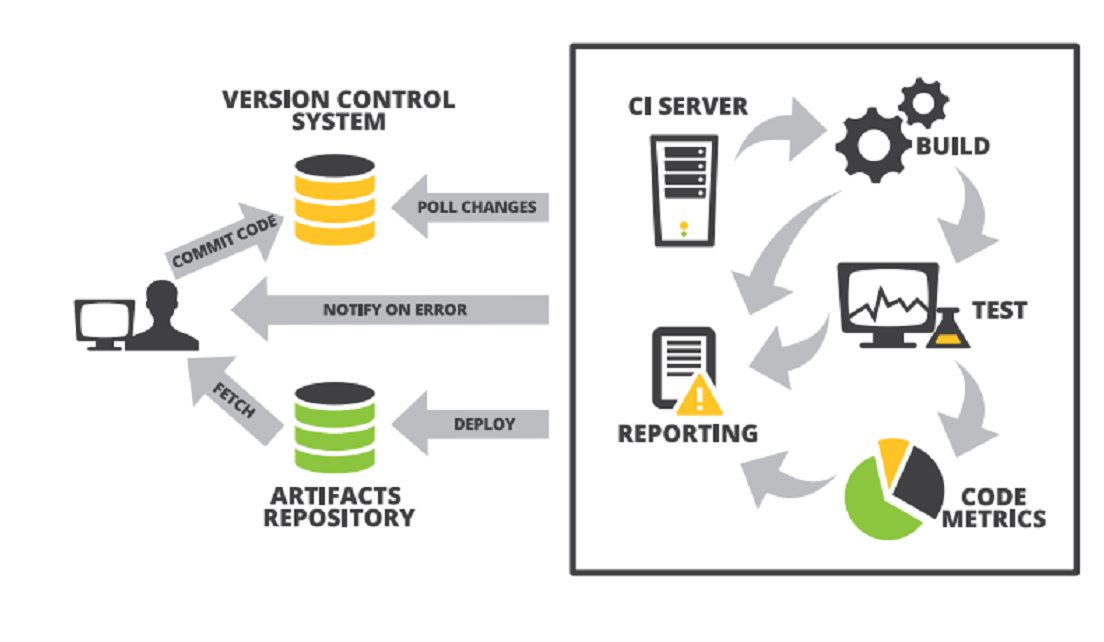 VERSION CONTROL
SYSTEM
COMMIT CODE
POLL CHANGES
NOTIFY ON ERROR
FETCH
DEPLOY
ARTIFACTS
REPOSITORY
CI SERVER
BUILD
TEST
REPORTING
CODE
METRICS